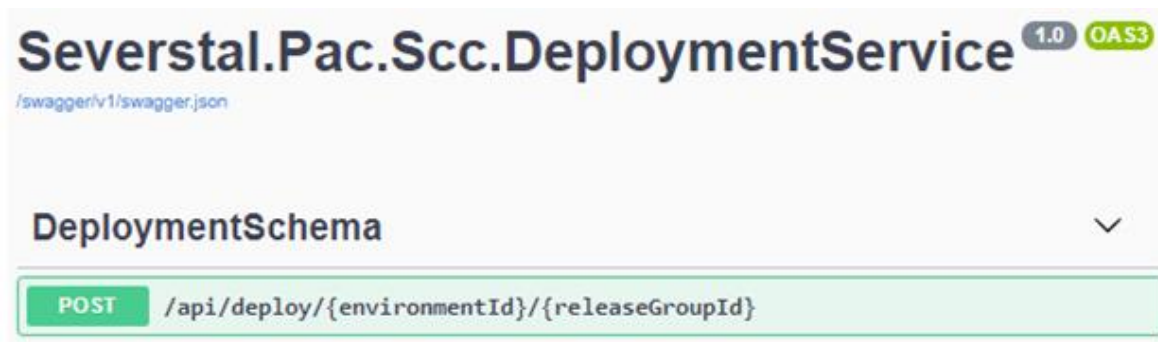 Severstal.Pac.Scc.DeploymentService 1.0 OAS3
/swagger/v1/swagger.json
DeploymentSchema
POST /api/deploy/{environmentId}/{releaseGroupId}